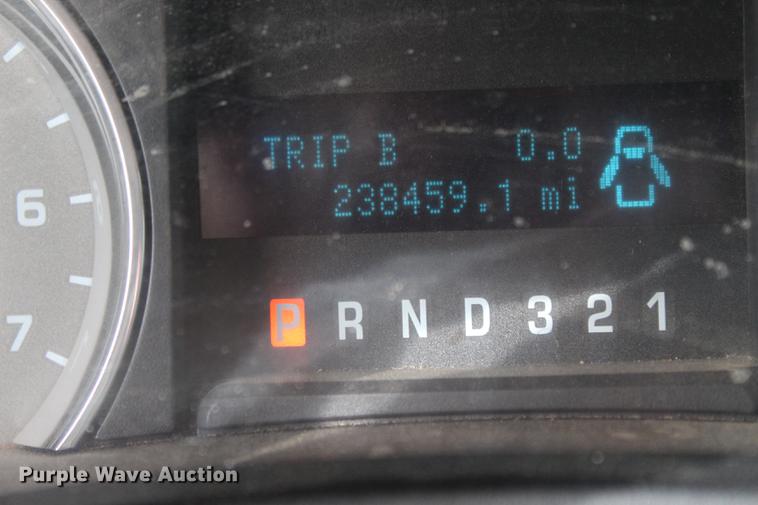 TRIP B 0.0
238459.1 mi
6
P R N D 3 2 1
7
Purple Wave Auction